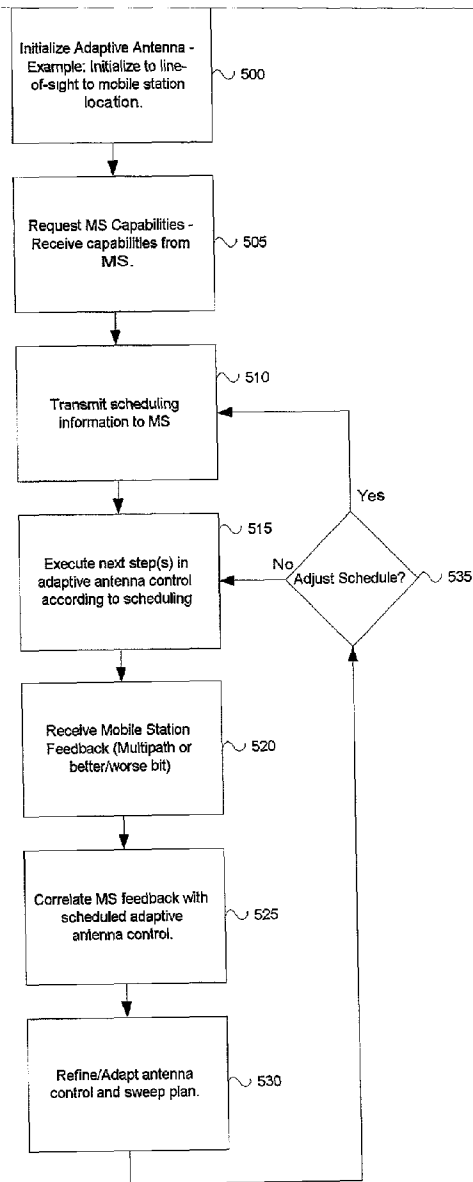 Initialize Adaptive Antenna -
Example: Initialize to line-
of-sight to mobile station
location.
500
Request MS Capabilities -
Receive capabilities from
MS.
505
510
Transmit scheduling
information to MS
Yes
515
Execute next step(s) in
adaptive antenna control
according to scheduling
No
Adjust Schedule?
535
Receive Mobile Station
Feedback (Multipath or
better/worse bit)
520
Correlate MS feedback with
scheduled adaptive
antenna control.
525
Refine/Adapt antenna
control and sweep plan.
530